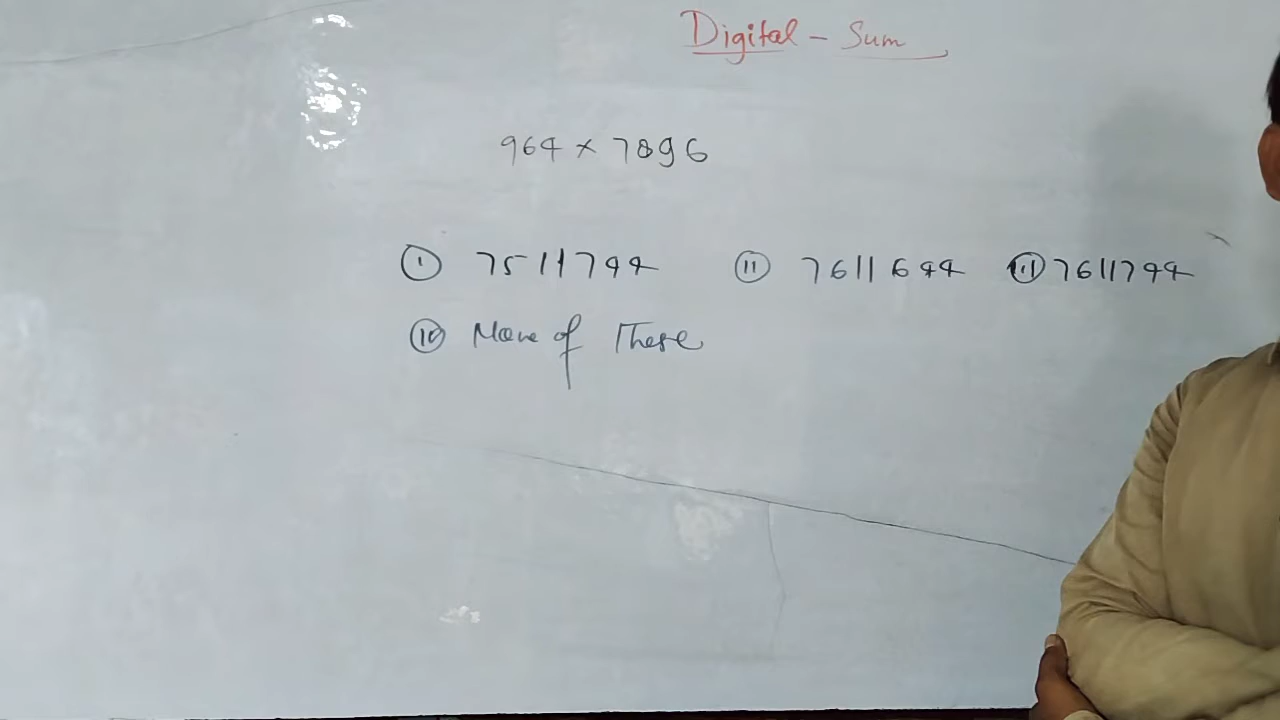 Digital - Sum
964 × 7896
(i) 7511744 (ii) 7611644 (iii) 7611744
(iv) None of These